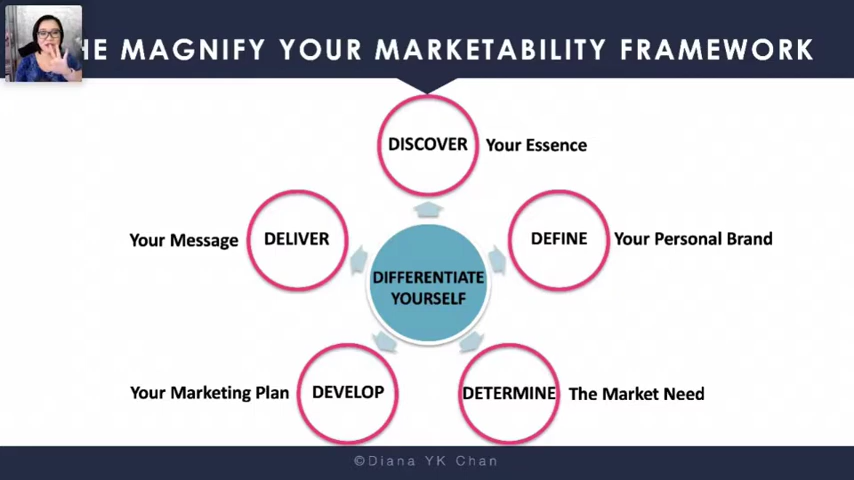 HE MAGNIFY YOUR MARKETABILITY FRAMEWORK
DISCOVER
Your Essence
DEFINE
Your Personal Brand
DETERMINE
The Market Need
DEVELOP
Your Marketing Plan
DELIVER
Your Message
DIFFERENTIATE
YOURSELF
©Diana YK Chan